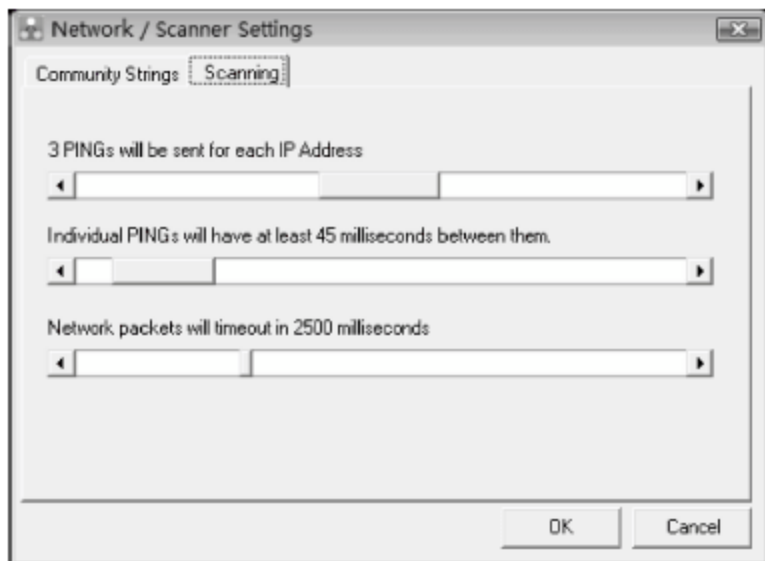 Network / Scanner Settings
Community Strings Scanning
3 PINGs will be sent for each IP Address
Individual PINGs will have at least 45 milliseconds between them.
Network packets will timeout in 2500 milliseconds
OK Cancel